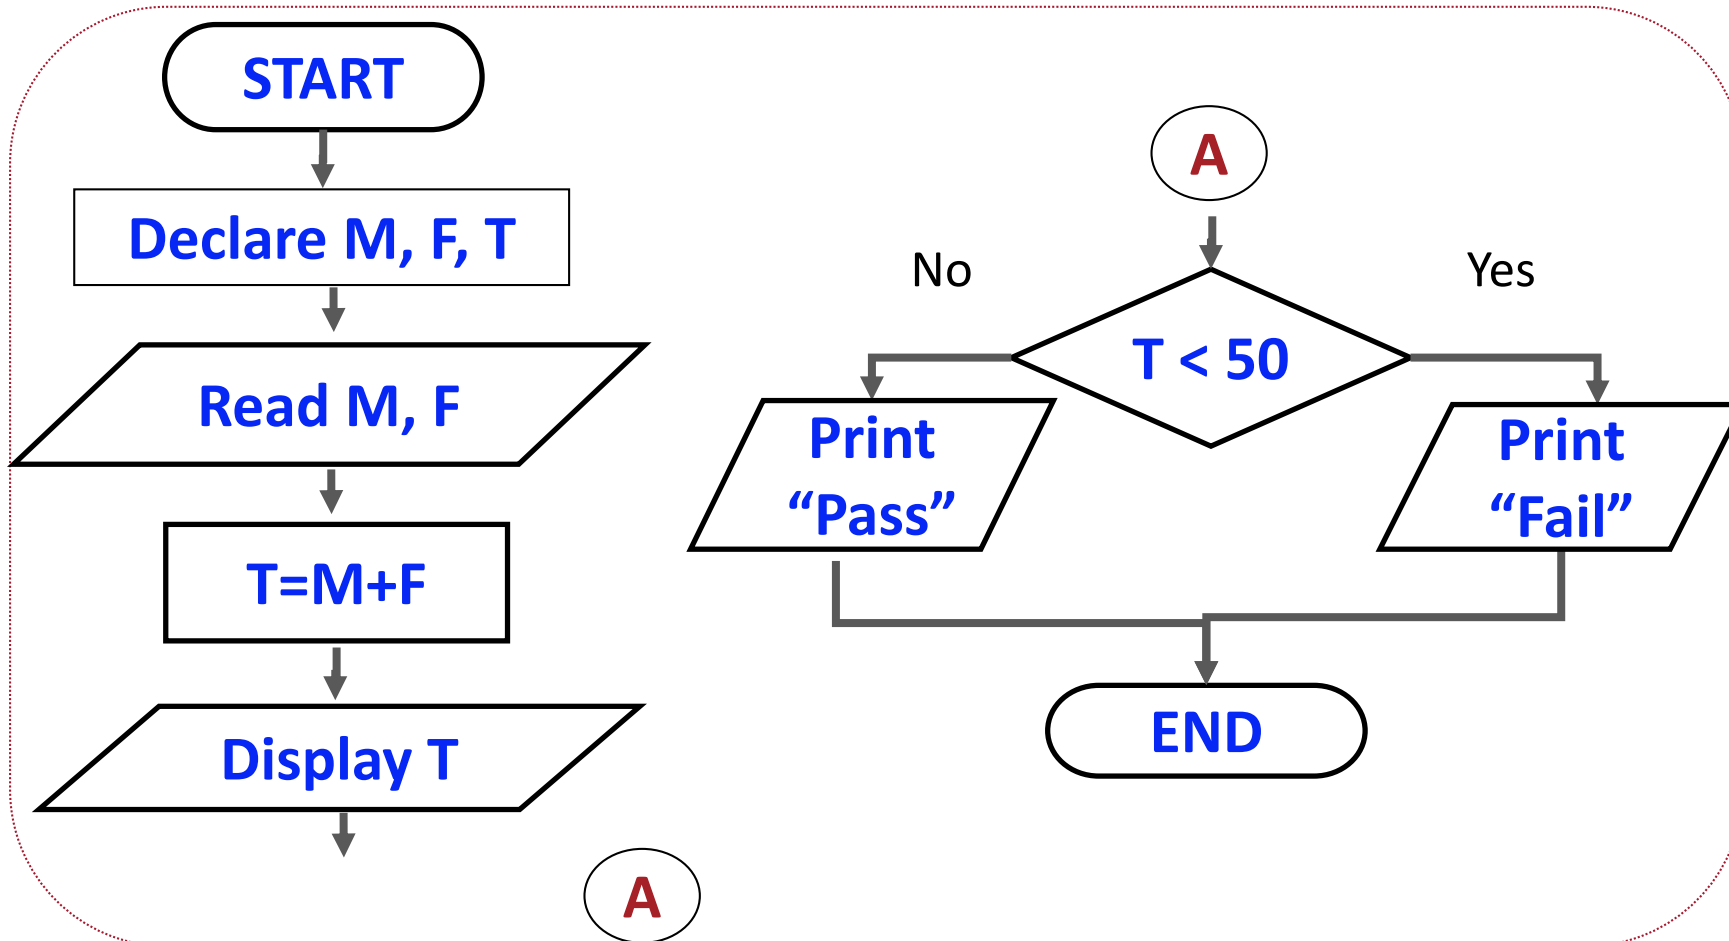 START
Declare M, F, T
Read M, F
T=M+F
Display T
A
A
No
Yes
T < 50
Print
“Pass”
Print
“Fail”
END